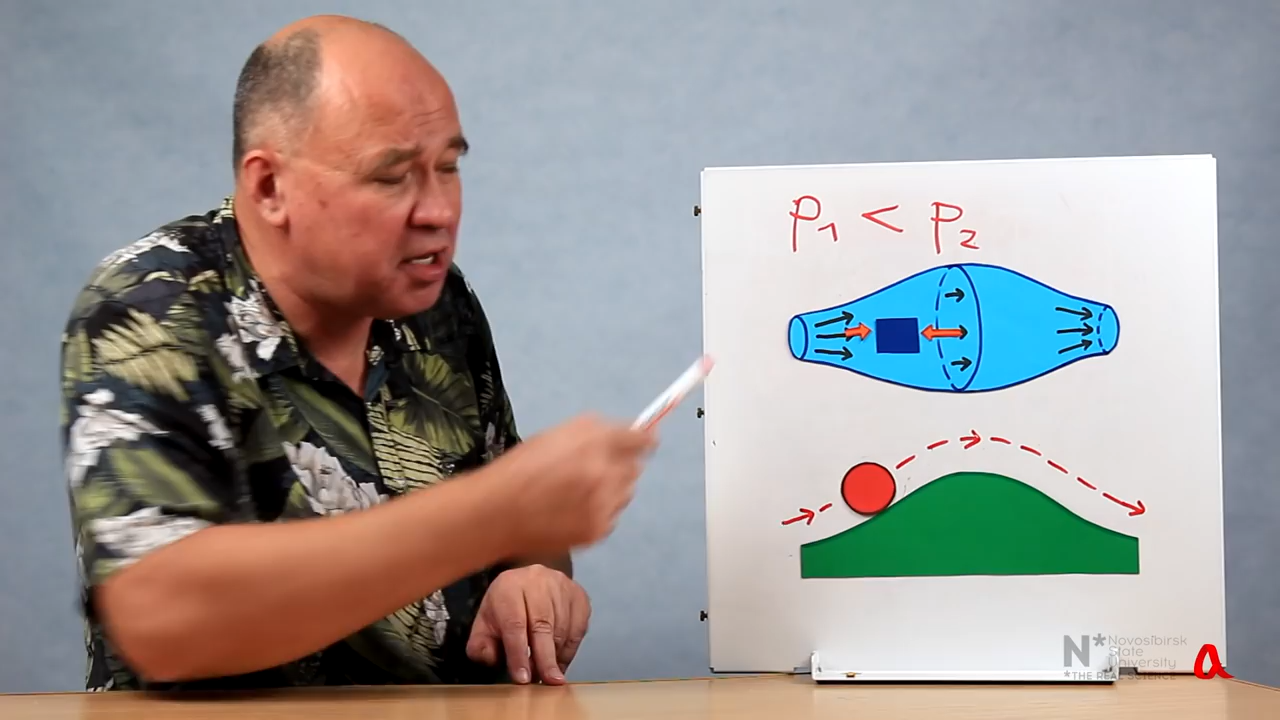 p₁ < p₂
N* Novosibirsk
State
University
*THE REAL SCIENCE
a